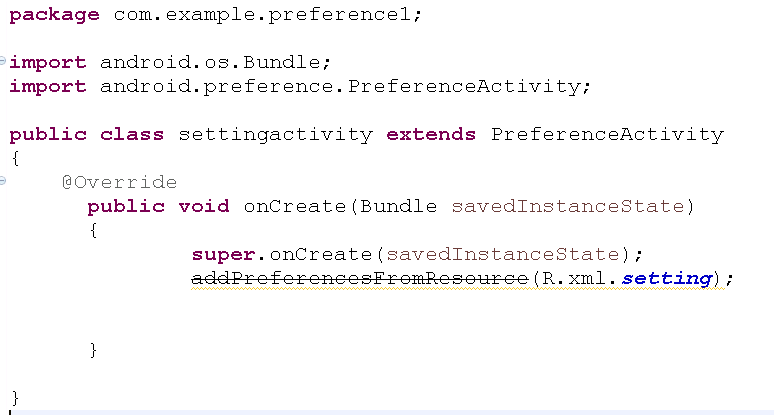 package com.example.preference1;
import android.os.Bundle;
import android.preference.PreferenceActivity;
public class settingactivity extends PreferenceActivity
{
@Override
public void onCreate(Bundle savedInstanceState)
{
super.onCreate(savedInstanceState);
addPreferencesFromResource(R.xml.setting);
}
}